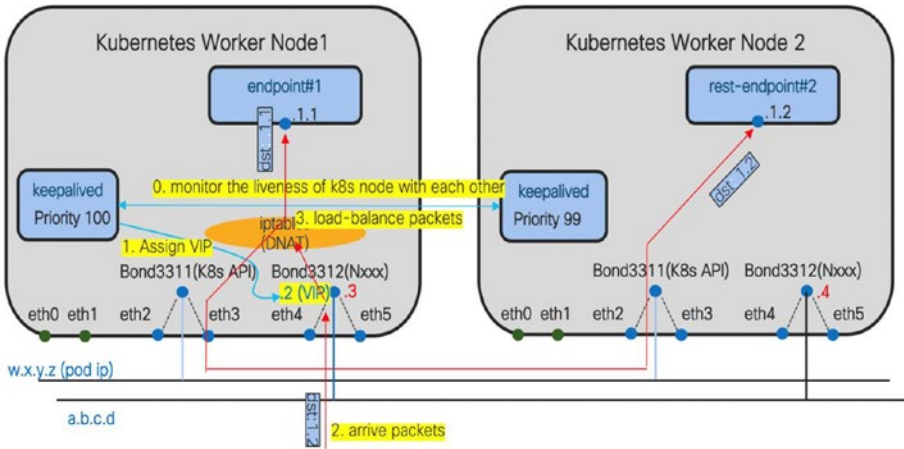 Kubernetes Worker Node1
endpoint#1
.1.1
dst: .1.1
keepalived
Priority 100
0. monitor the liveness of k8s node with each other
3. load-balance packets
(DNAT)
1. Assign VIP
Bond3311(K8s API)
Bond3312(Nxxx)
.2 (VIP)
.3
eth0
eth1
eth2
eth3
eth4
eth5
Kubernetes Worker Node 2
rest-endpoint#2
.1.2
dst: 1.2
keepalived
Priority 99
Bond3311(K8s API)
Bond3312(Nxxx)
.4
eth0
eth1
eth2
eth3
eth4
eth5
w.x.y.z (pod ip)
a.b.c.d
dst:1.2
2. arrive packets